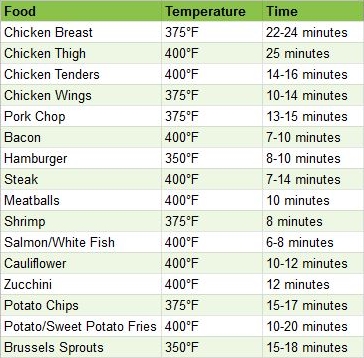 Food Temperature Time
Chicken Breast 375°F 22-24 minutes
Chicken Thigh 400°F 25 minutes
Chicken Tenders 400°F 14-16 minutes
Chicken Wings 375°F 10-14 minutes
Pork Chop 375°F 13-15 minutes
Bacon 400°F 7-10 minutes
Hamburger 350°F 8-10 minutes
Steak 400°F 7-14 minutes
Meatballs 400°F 10 minutes
Shrimp 375°F 8 minutes
Salmon/White Fish 400°F 6-8 minutes
Cauliflower 400°F 10-12 minutes
Zucchini 400°F 12 minutes
Potato Chips 375°F 15-17 minutes
Potato/Sweet Potato Fries 400°F 10-20 minutes
Brussels Sprouts 350°F 15-18 minutes